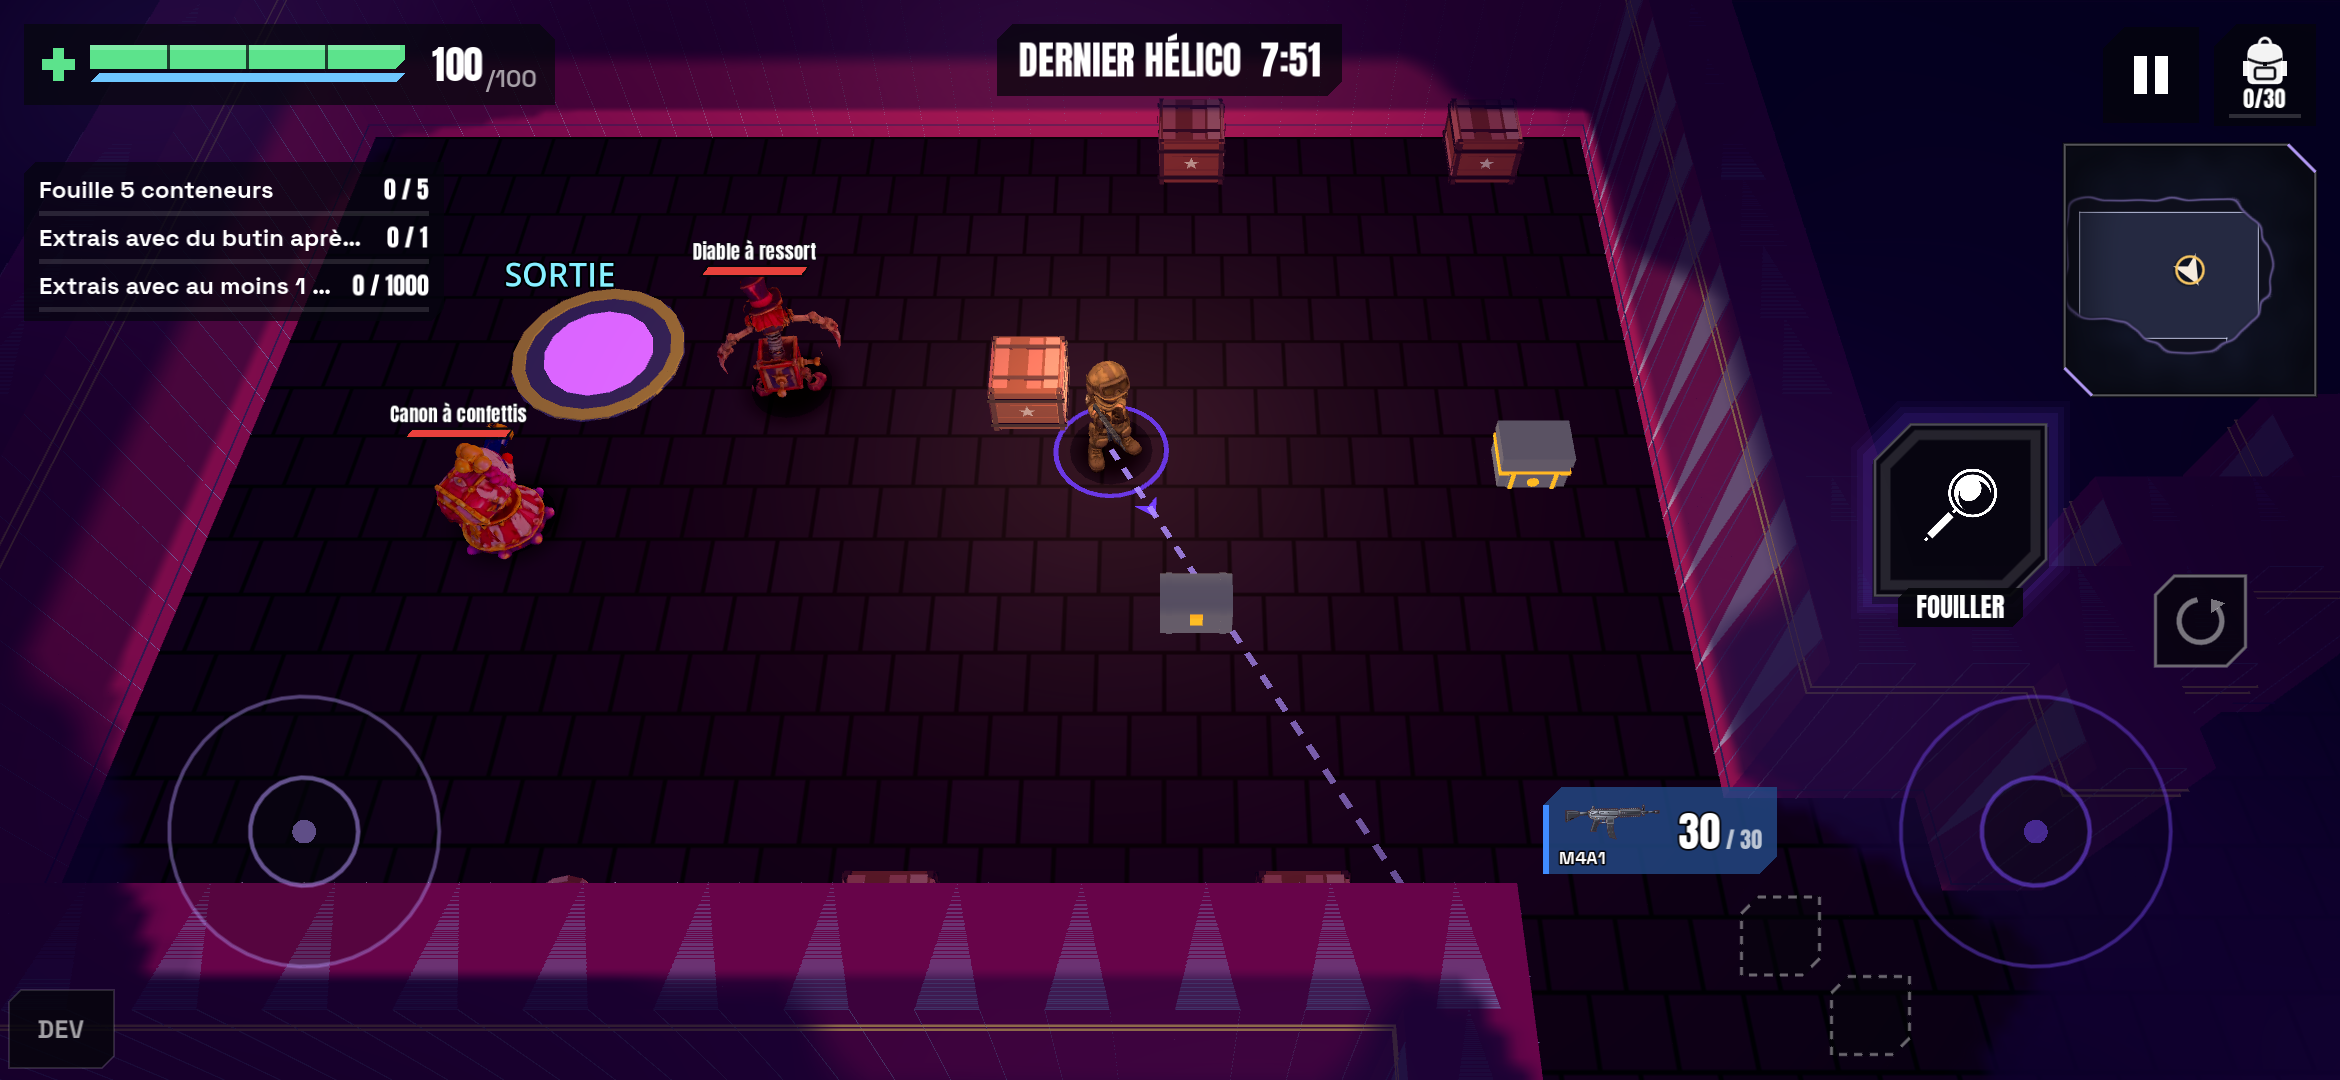 100/100
DERNIER HÉLICO 7:51
0/30
Fouille 5 conteneurs 0 / 5
Extrais avec du butin aprè... 0 / 1
Extrais avec au moins 1 ... 0 / 1000
SORTIE
Diable à ressort
Canon à confettis
FOUILLER
M4A1 30 / 30
DEV